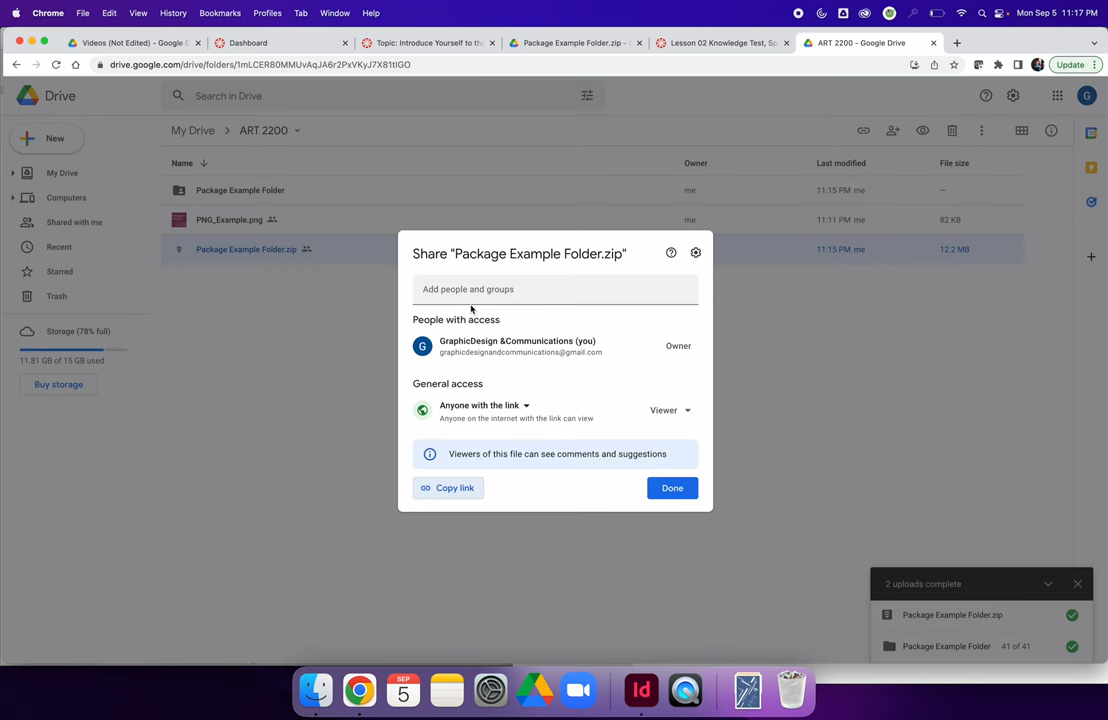 Chrome File Edit View History Bookmarks Profiles Tab Window Help Mon Sep 5 11:17 PM
Videos (Not Edited) - Google D Dashboard Topic: Introduce Yourself to the Package Example Folder.zip - G Lesson 02 Knowledge Test, Sp ART 2200 - Google Drive
drive.google.com/drive/folders/1mLCER80MMUvAqJA6r2PxVKyJ7X81tIGO Update
Drive Search in Drive G
New My Drive ART 2200
Name Owner Last modified File size
My Drive
Package Example Folder me 11:15 PM me –
Computers
PNG_Example.png me 11:11 PM me 82 KB
Shared with me
Recent
Package Example Folder.zip 11:15 PM me 12.2 MB
Starred
Trash
Storage (78% full)
11.81 GB of 15 GB used
Buy storage
Share "Package Example Folder.zip"
Add people and groups
People with access
G GraphicDesign &Communications (you) Owner
graphicdesignandcommunications@gmail.com
General access
Anyone with the link Viewer
Anyone on the internet with the link can view
Viewers of this file can see comments and suggestions
Copy link Done
2 uploads complete
Package Example Folder.zip
Package Example Folder 41 of 41
SEP
5
Id